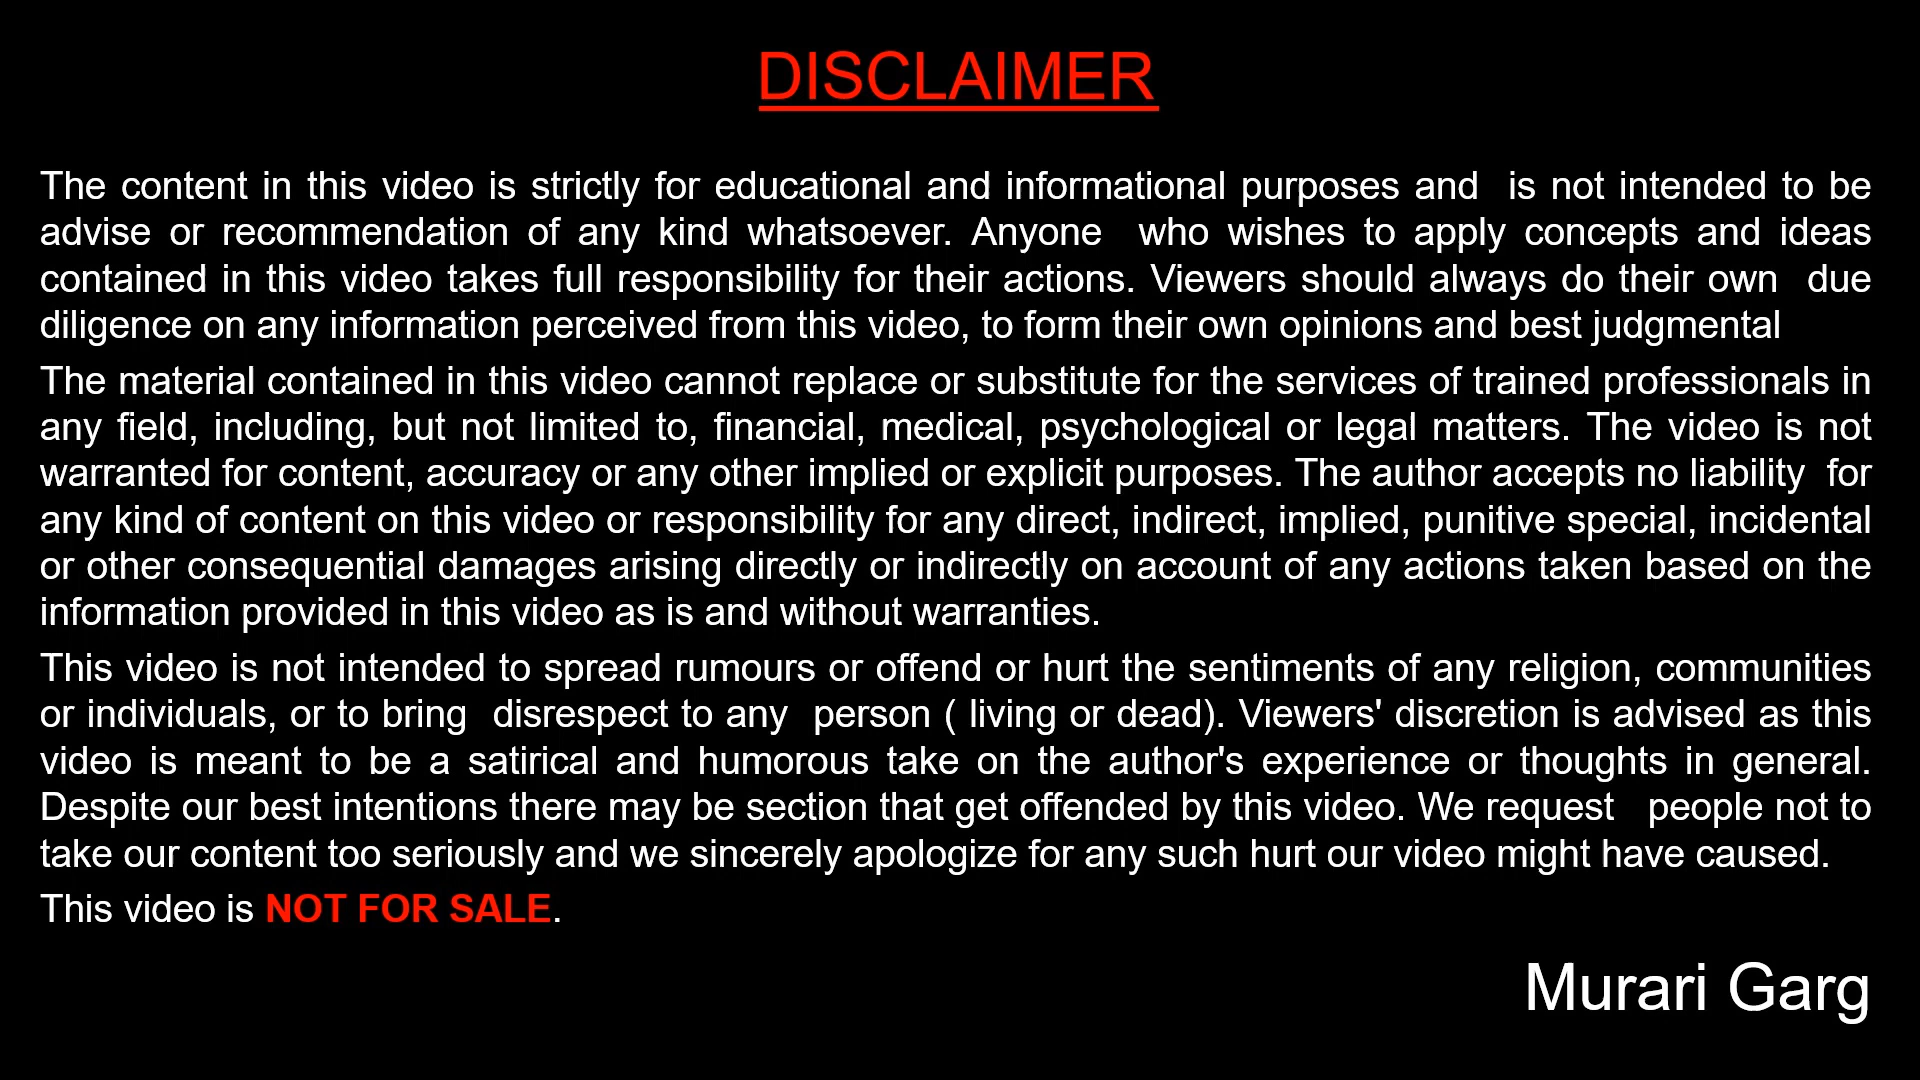 DISCLAIMER
The content in this video is strictly for educational and informational purposes and is not intended to be
advise or recommendation of any kind whatsoever. Anyone who wishes to apply concepts and ideas
contained in this video takes full responsibility for their actions. Viewers should always do their own due
diligence on any information perceived from this video, to form their own opinions and best judgmental
The material contained in this video cannot replace or substitute for the services of trained professionals in
any field, including, but not limited to, financial, medical, psychological or legal matters. The video is not
warranted for content, accuracy or any other implied or explicit purposes. The author accepts no liability for
any kind of content on this video or responsibility for any direct, indirect, implied, punitive special, incidental
or other consequential damages arising directly or indirectly on account of any actions taken based on the
information provided in this video as is and without warranties.
This video is not intended to spread rumours or offend or hurt the sentiments of any religion, communities
or individuals, or to bring disrespect to any person ( living or dead). Viewers' discretion is advised as this
video is meant to be a satirical and humorous take on the author's experience or thoughts in general.
Despite our best intentions there may be section that get offended by this video. We request people not to
take our content too seriously and we sincerely apologize for any such hurt our video might have caused.
This video is NOT FOR SALE.
Murari Garg